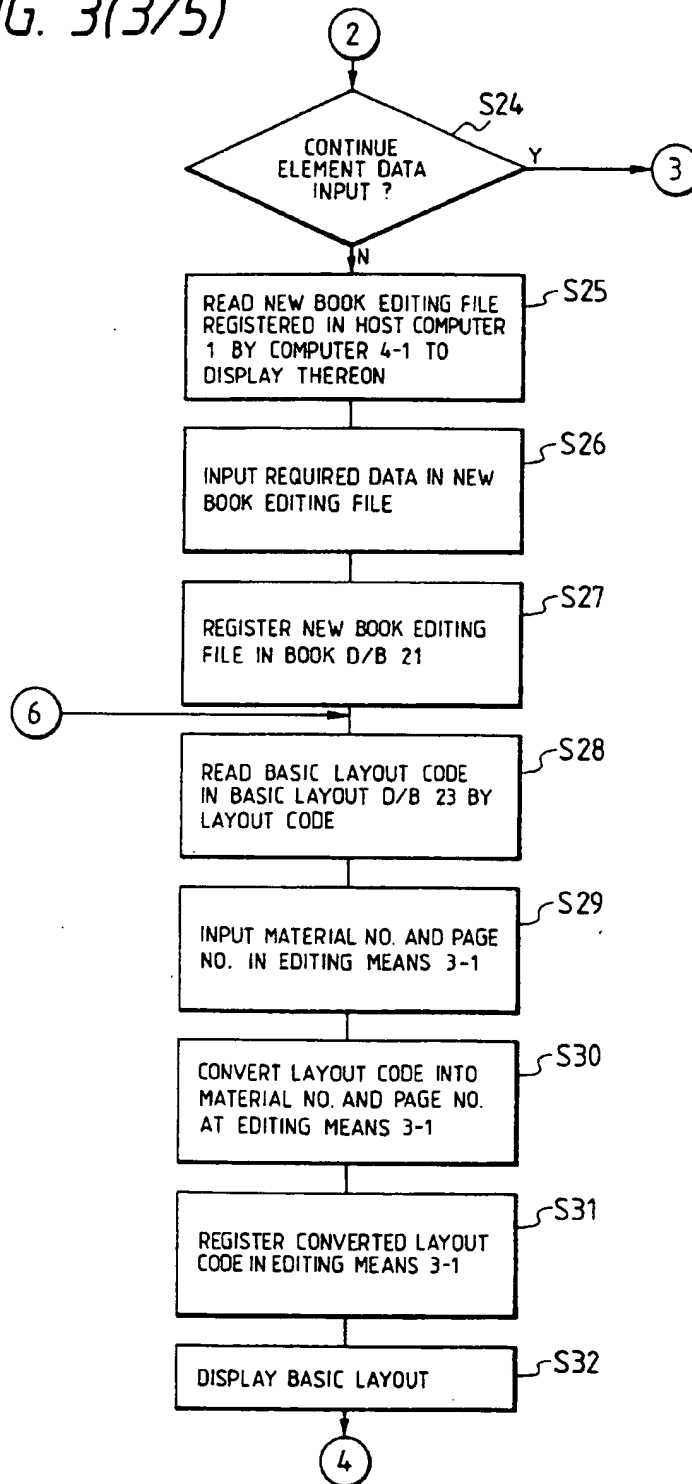 G. 3(3/5)
2
S24
CONTINUE
ELEMENT DATA
INPUT ?
Y
3
N
S25
READ NEW BOOK EDITING FILE
REGISTERED IN HOST COMPUTER
1 BY COMPUTER 4-1 TO
DISPLAY THEREON
S26
INPUT REQUIRED DATA IN NEW
BOOK EDITING FILE
S27
REGISTER NEW BOOK EDITING
FILE IN BOOK D/B 21
6
S28
READ BASIC LAYOUT CODE
IN BASIC LAYOUT D/B 23 BY
LAYOUT CODE
S29
INPUT MATERIAL NO. AND PAGE
NO. IN EDITING MEANS 3-1
S30
CONVERT LAYOUT CODE INTO
MATERIAL NO. AND PAGE NO.
AT EDITING MEANS 3-1
S31
REGISTER CONVERTED LAYOUT
CODE IN EDITING MEANS 3-1
S32
DISPLAY BASIC LAYOUT
4